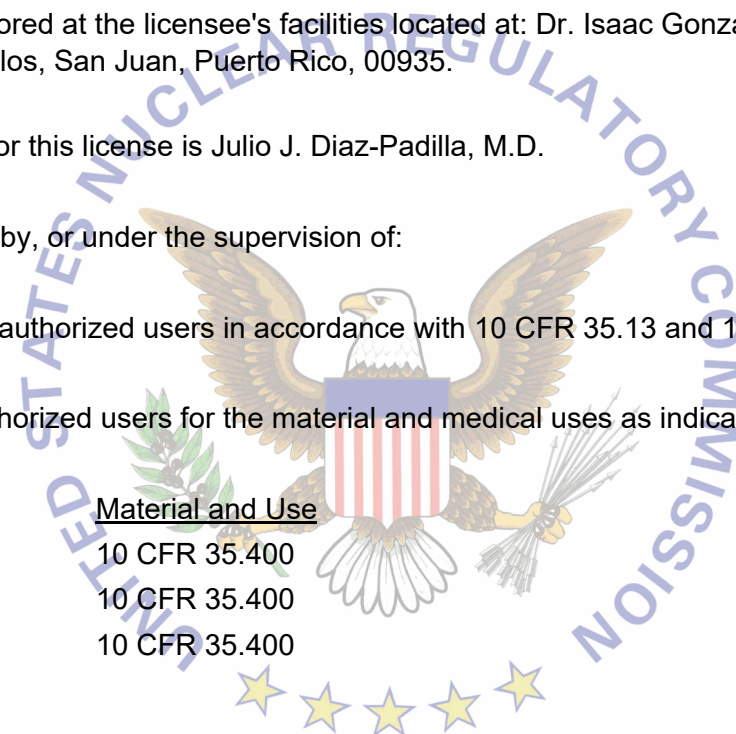 ored at the licensee's facilities located at: Dr. Isaac Gonza
los, San Juan, Puerto Rico, 00935.
or this license is Julio J. Diaz-Padilla, M.D.
by, or under the supervision of:
authorized users in accordance with 10 CFR 35.13 and 1
horized users for the material and medical uses as indica
Material and Use
10 CFR 35.400
10 CFR 35.400
10 CFR 35.400
UNITED STATES NUCLEAR REGULATORY COMMISSION